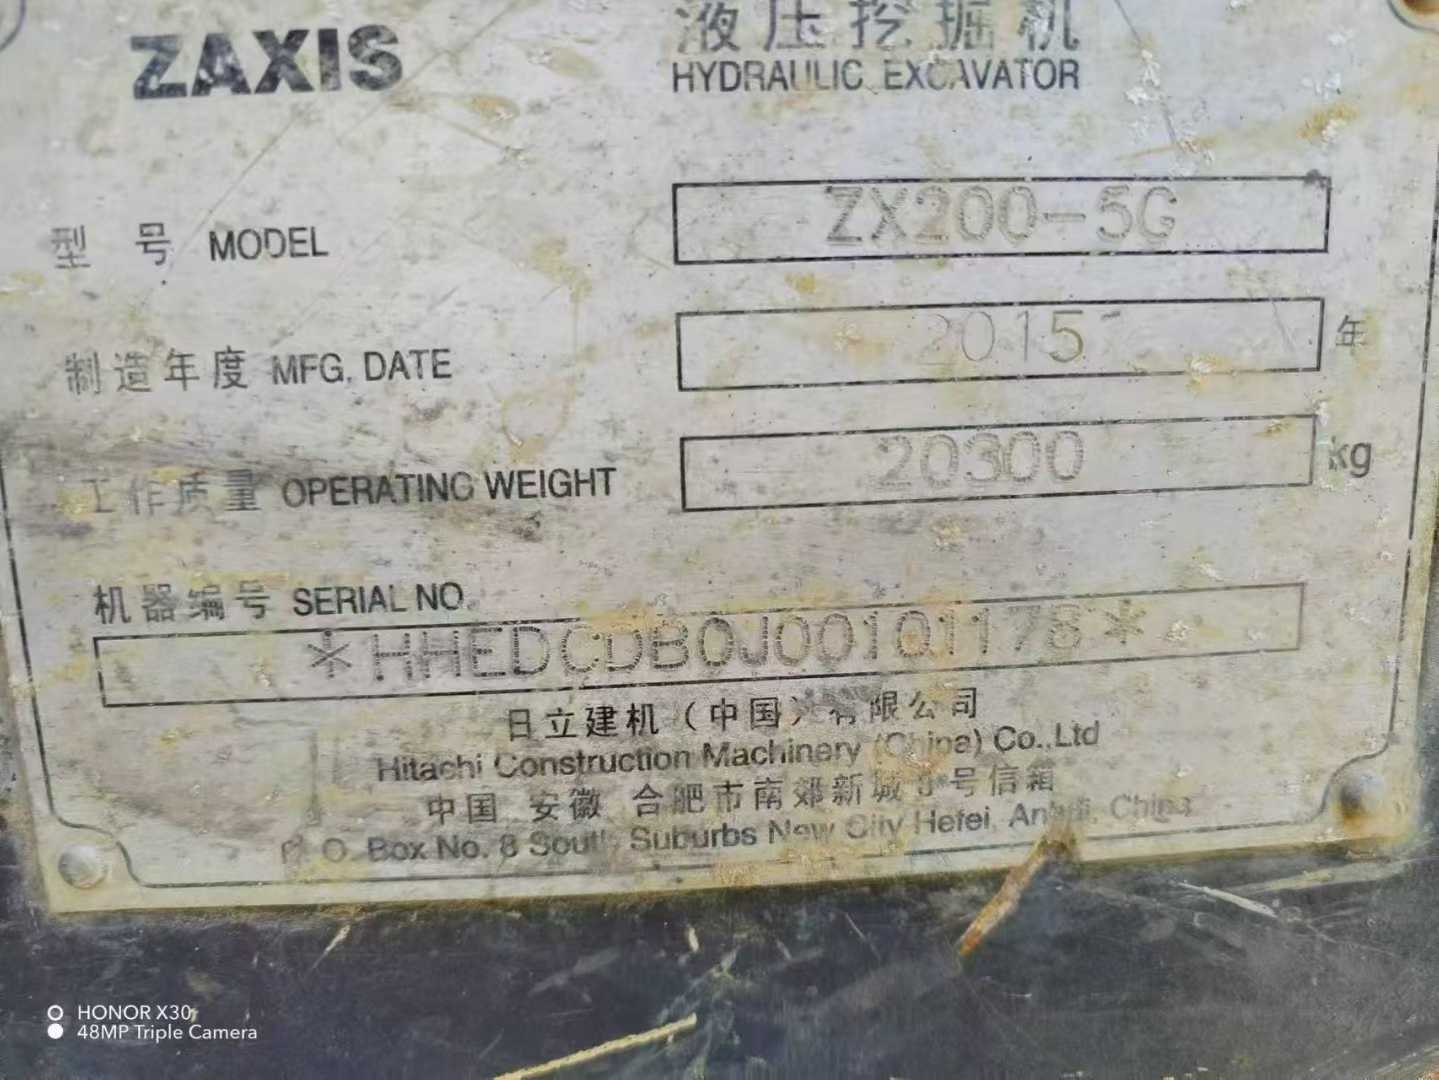 ZAXIS
液压挖掘机
HYDRAULIC EXCAVATOR
型号 MODEL
ZX200-5G
制造年度 MFG. DATE
2015
年
工作质量 OPERATING WEIGHT
20300
kg
机器编号 SERIAL NO.
*HHEDCDB0J00101178*
日立建机(中国)有限公司
Hitachi Construction Machinery (China) Co.,Ltd
中国 安徽 合肥市南郊新城 号信箱
P. O. Box No. 8 South Suburbs New City Hefei, Anhui, China
HONOR X30i
48MP Triple Camera